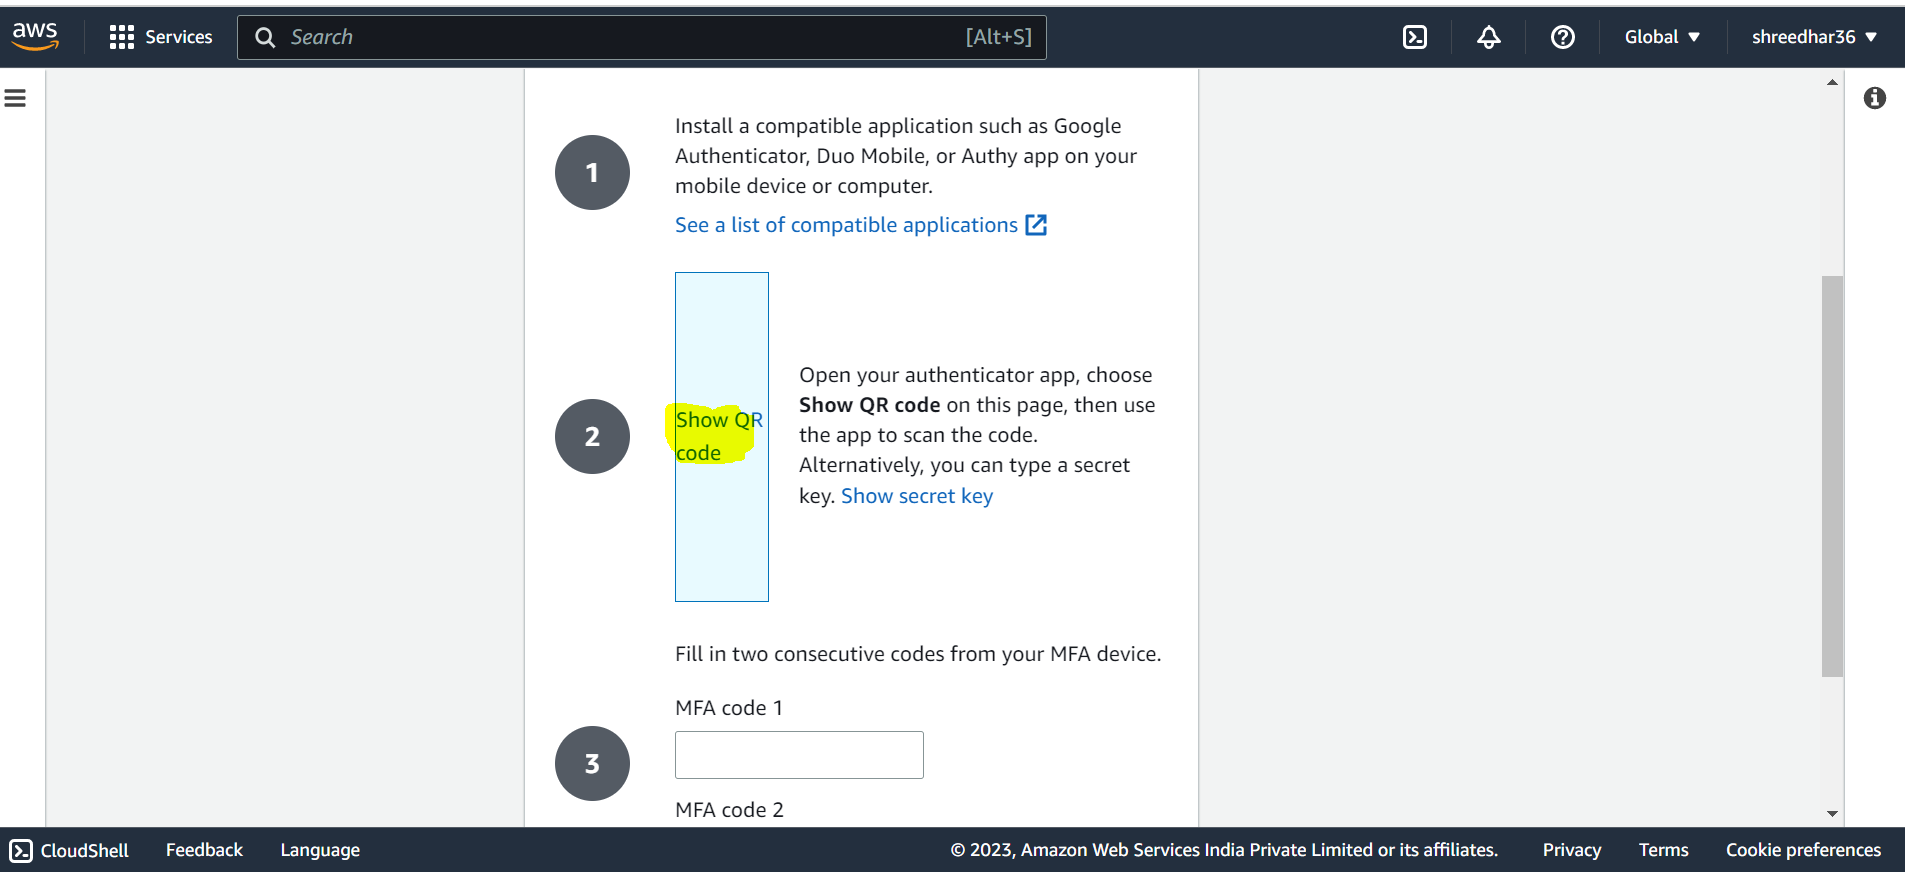 aws
Services
Search
[Alt+S]
Global
shreedhar36
1
Install a compatible application such as Google
Authenticator, Duo Mobile, or Authy app on your
mobile device or computer.
See a list of compatible applications
2
Show QR
code
Open your authenticator app, choose
Show QR code on this page, then use
the app to scan the code.
Alternatively, you can type a secret
key. Show secret key
3
Fill in two consecutive codes from your MFA device.
MFA code 1
MFA code 2
CloudShell
Feedback
Language
© 2023, Amazon Web Services India Private Limited or its affiliates.
Privacy
Terms
Cookie preferences